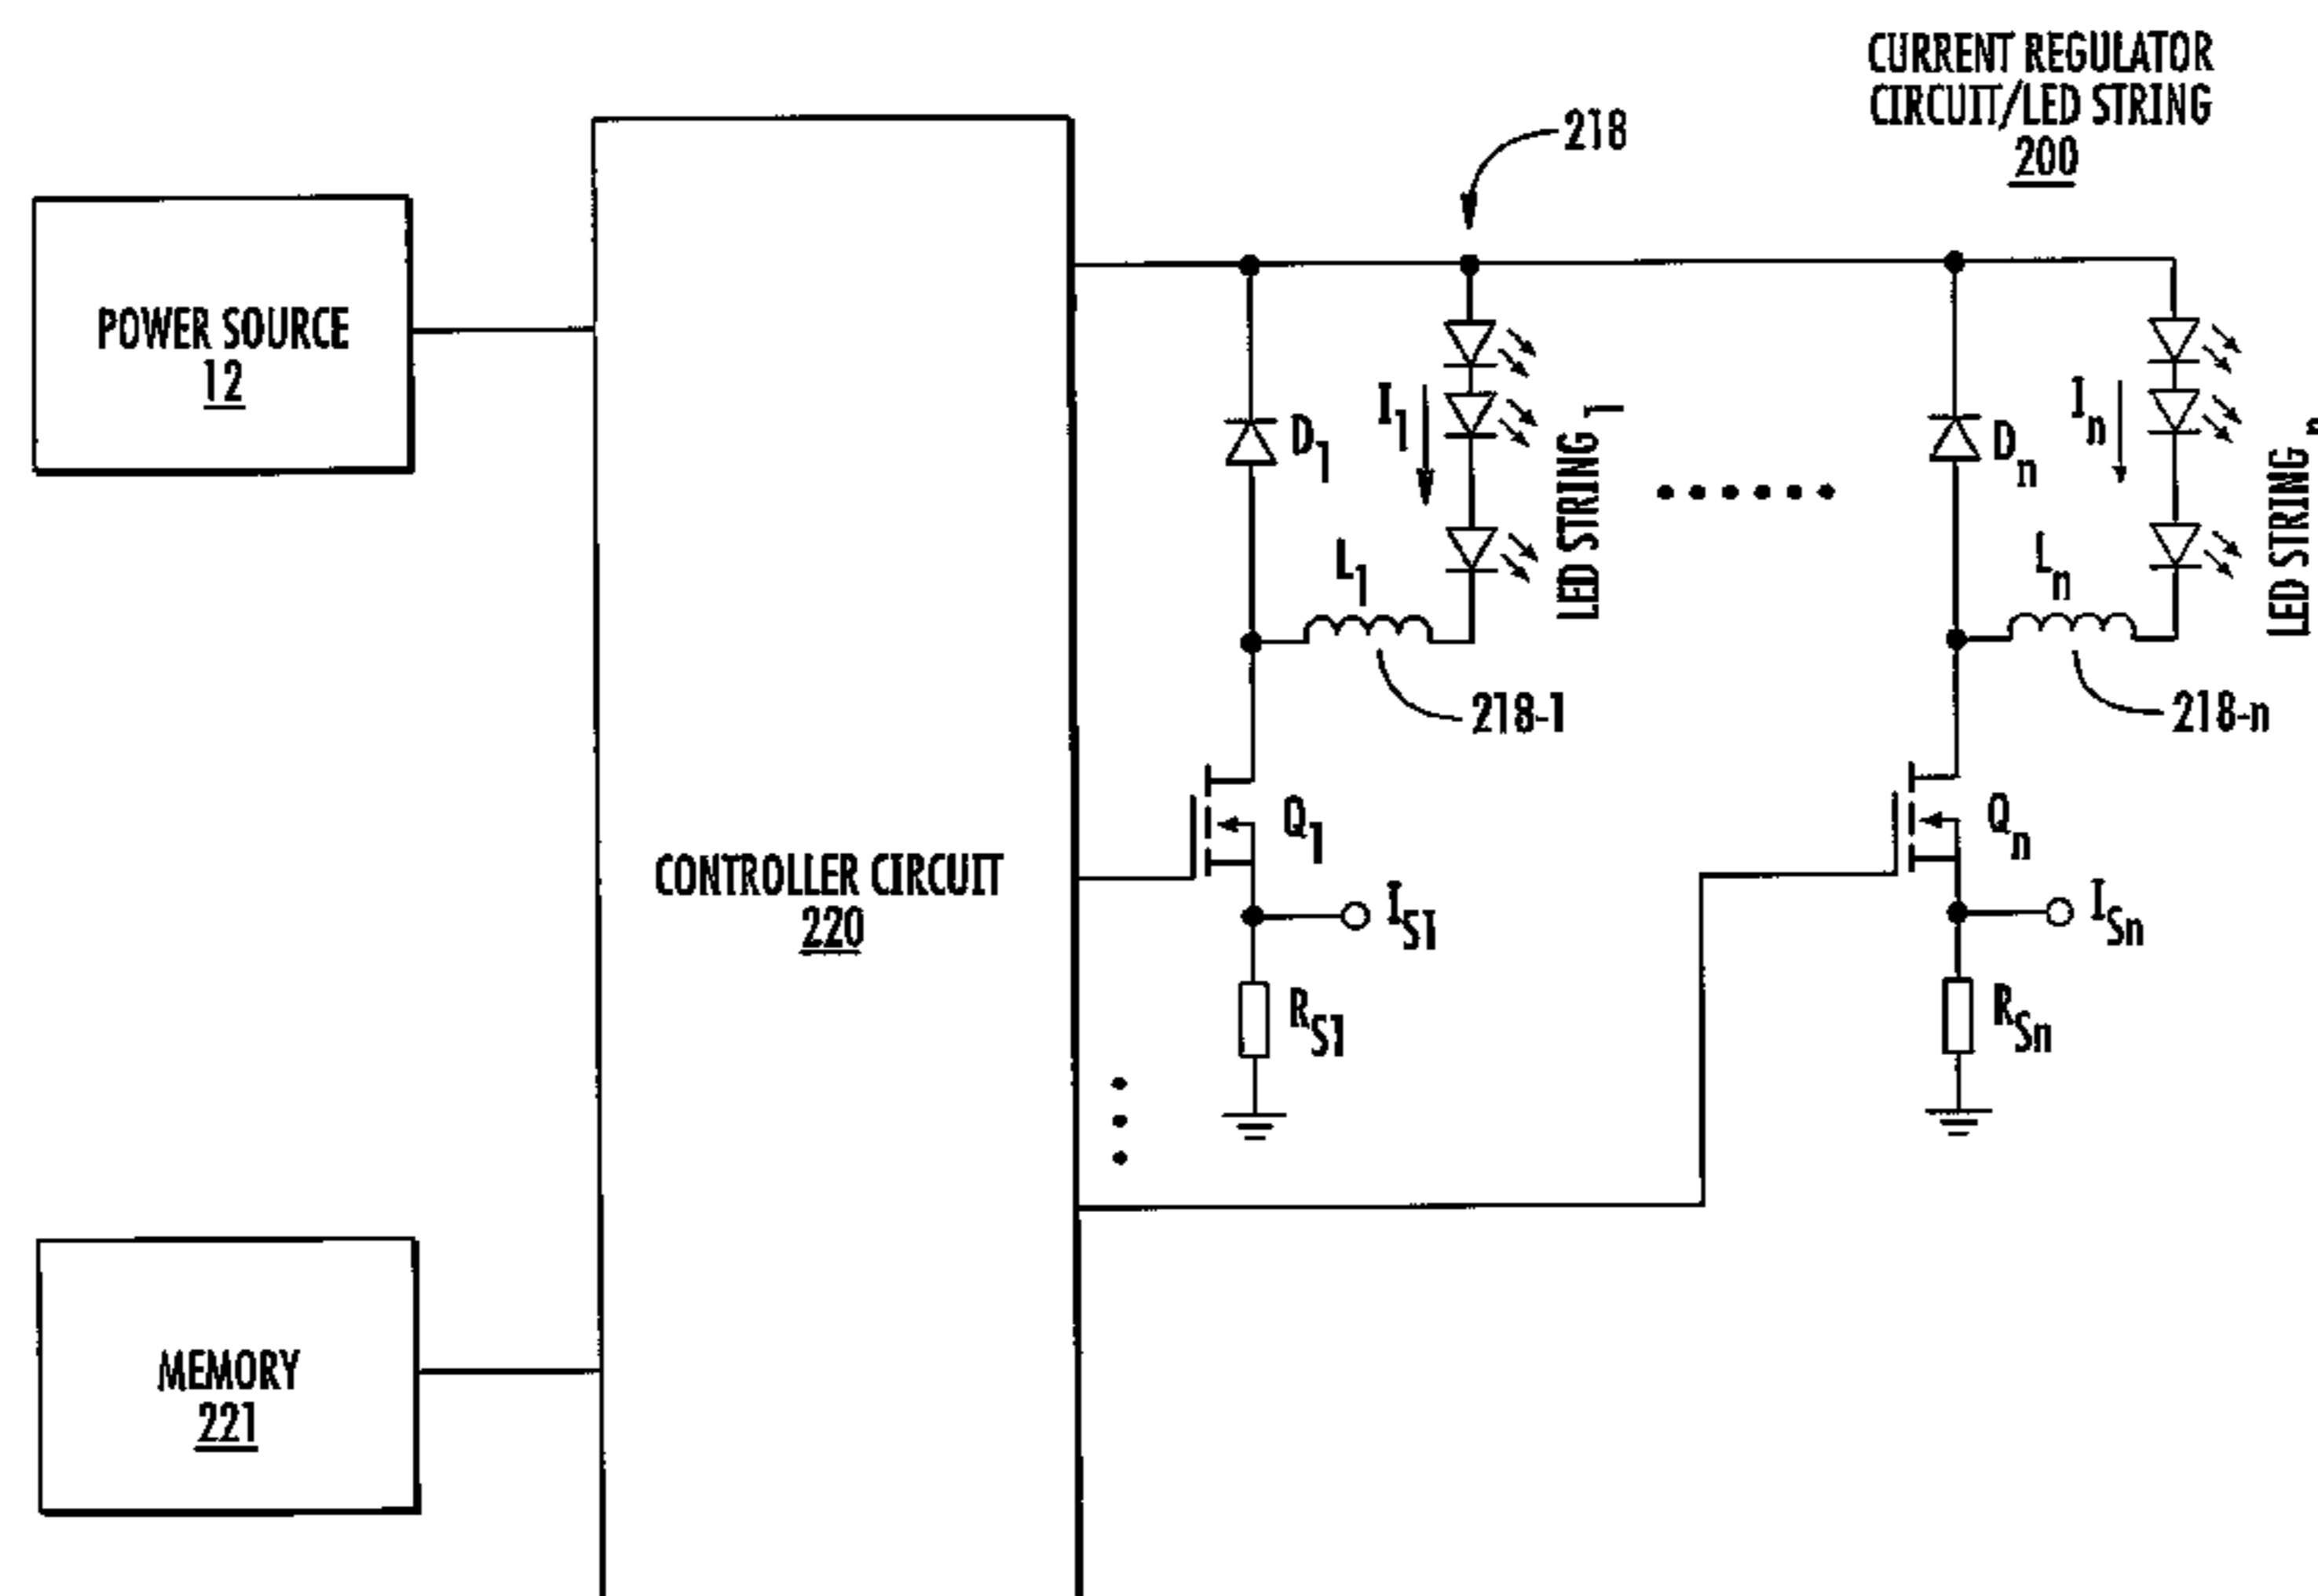 CURRENT REGULATOR
CIRCUIT/LED STRING
200
218
POWER SOURCE
12
D1
I1
LED STRING 1
L1
218-1
Dn
In
LED STRING n
Ln
218-n
CONTROLLER CIRCUIT
220
Q1
IS1
RS1
Qn
ISn
RSn
MEMORY
221